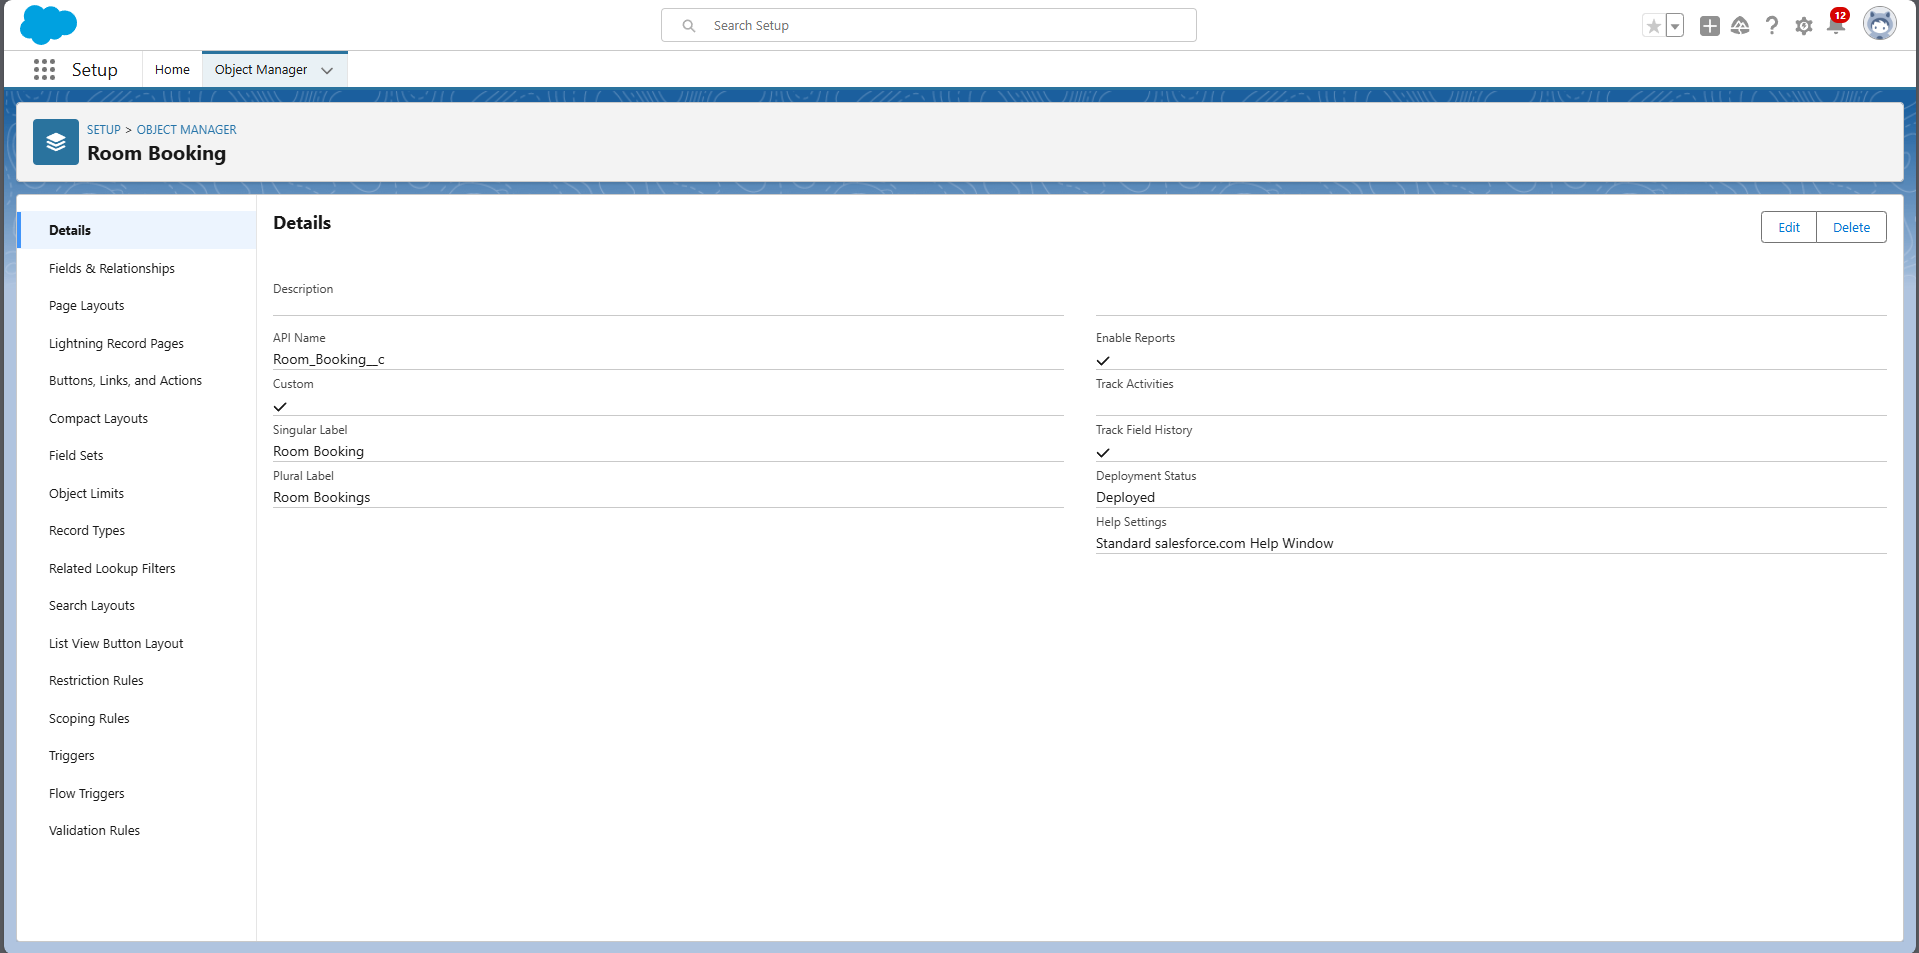 Search Setup
12
Setup
Home
Object Manager
SETUP > OBJECT MANAGER
Room Booking
Details
Fields & Relationships
Page Layouts
Lightning Record Pages
Buttons, Links, and Actions
Compact Layouts
Field Sets
Object Limits
Record Types
Related Lookup Filters
Search Layouts
List View Button Layout
Restriction Rules
Scoping Rules
Triggers
Flow Triggers
Validation Rules
Details
Edit
Delete
Description
API Name
Room_Booking__c
Custom
Singular Label
Room Booking
Plural Label
Room Bookings
Enable Reports
Track Activities
Track Field History
Deployment Status
Deployed
Help Settings
Standard salesforce.com Help Window